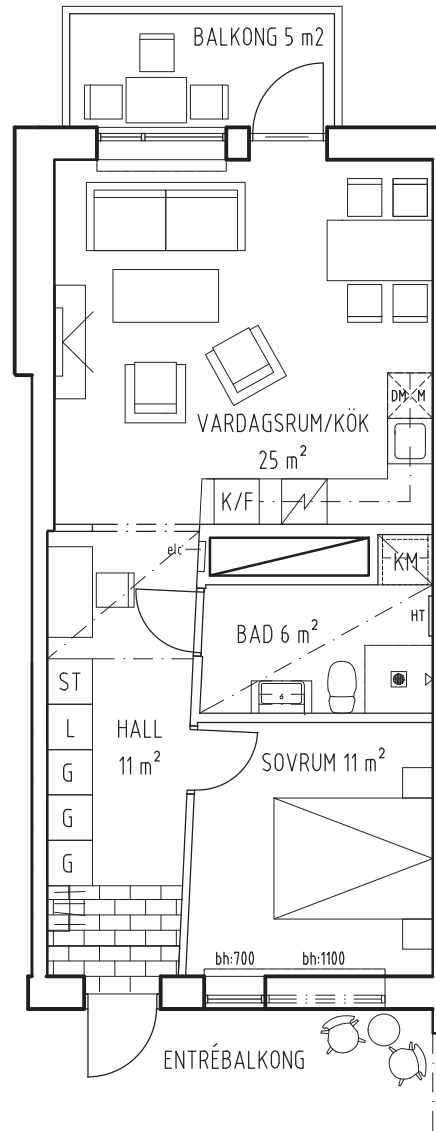 BALKONG 5 m2
DM M
VARDAGSRUM/KÖK
25 m²
K/F
elc
KM
HT
BAD 6 m²
ST
L
HALL
11 m²
SOVRUM 11 m²
G
G
G
bh:700
bh:1100
ENTRÉBALKONG